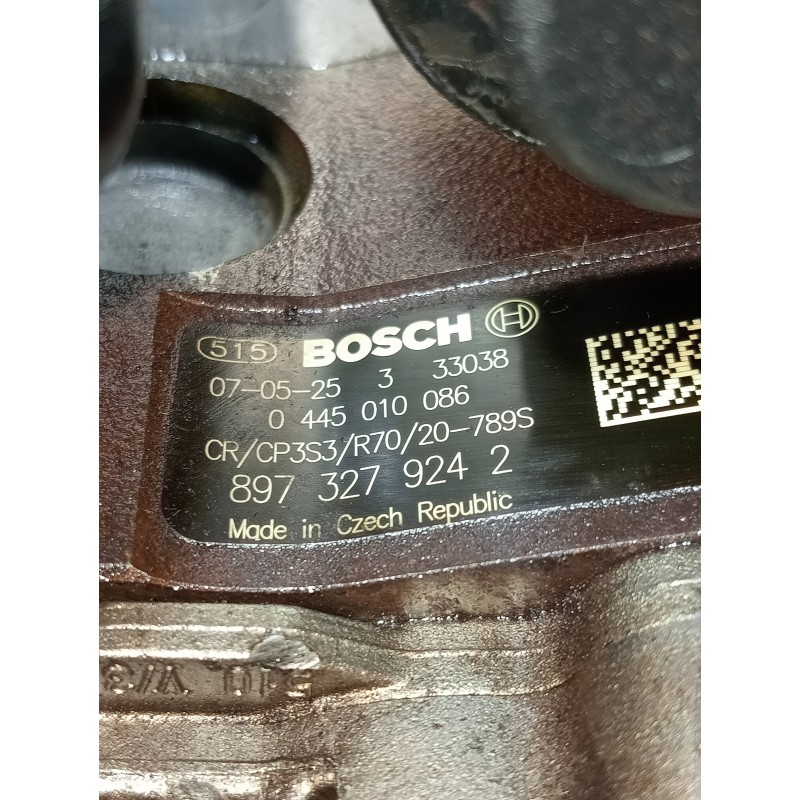 515 BOSCH
07-05-25 3 33038
0 445 010 086
CR/CP3S3/R70/20-789S
897 327 924 2
Made in Czech Republic